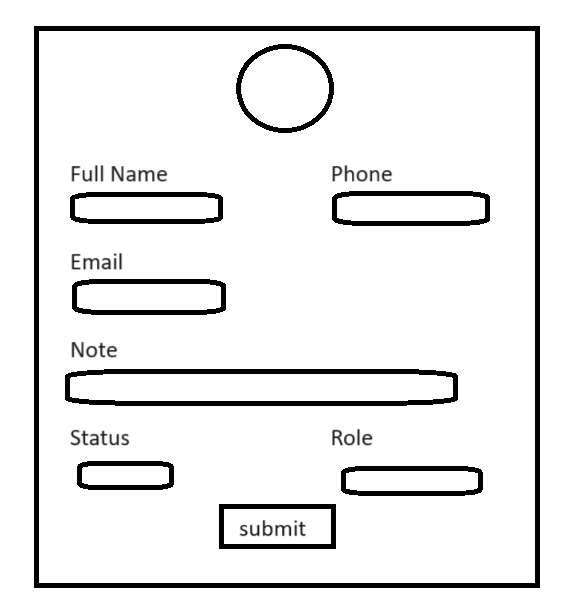 Full Name Phone
Email
Note
Status Role
submit